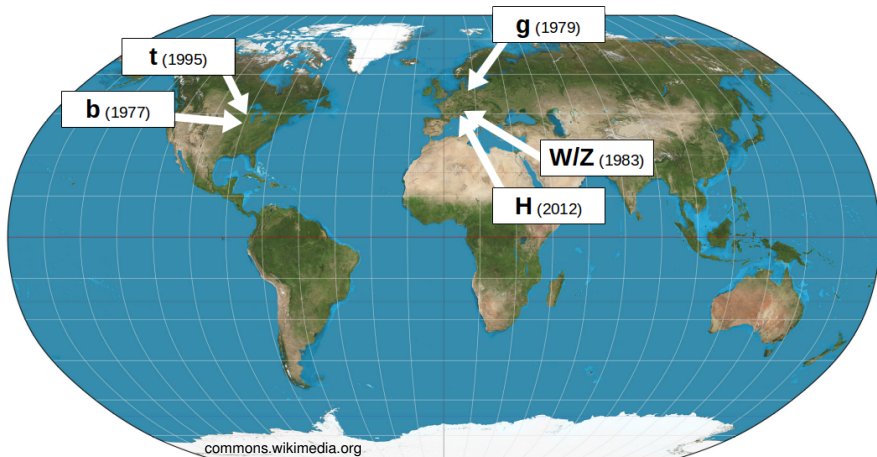 g (1979)
t (1995)
b (1977)
W/Z (1983)
H (2012)
commons.wikimedia.org